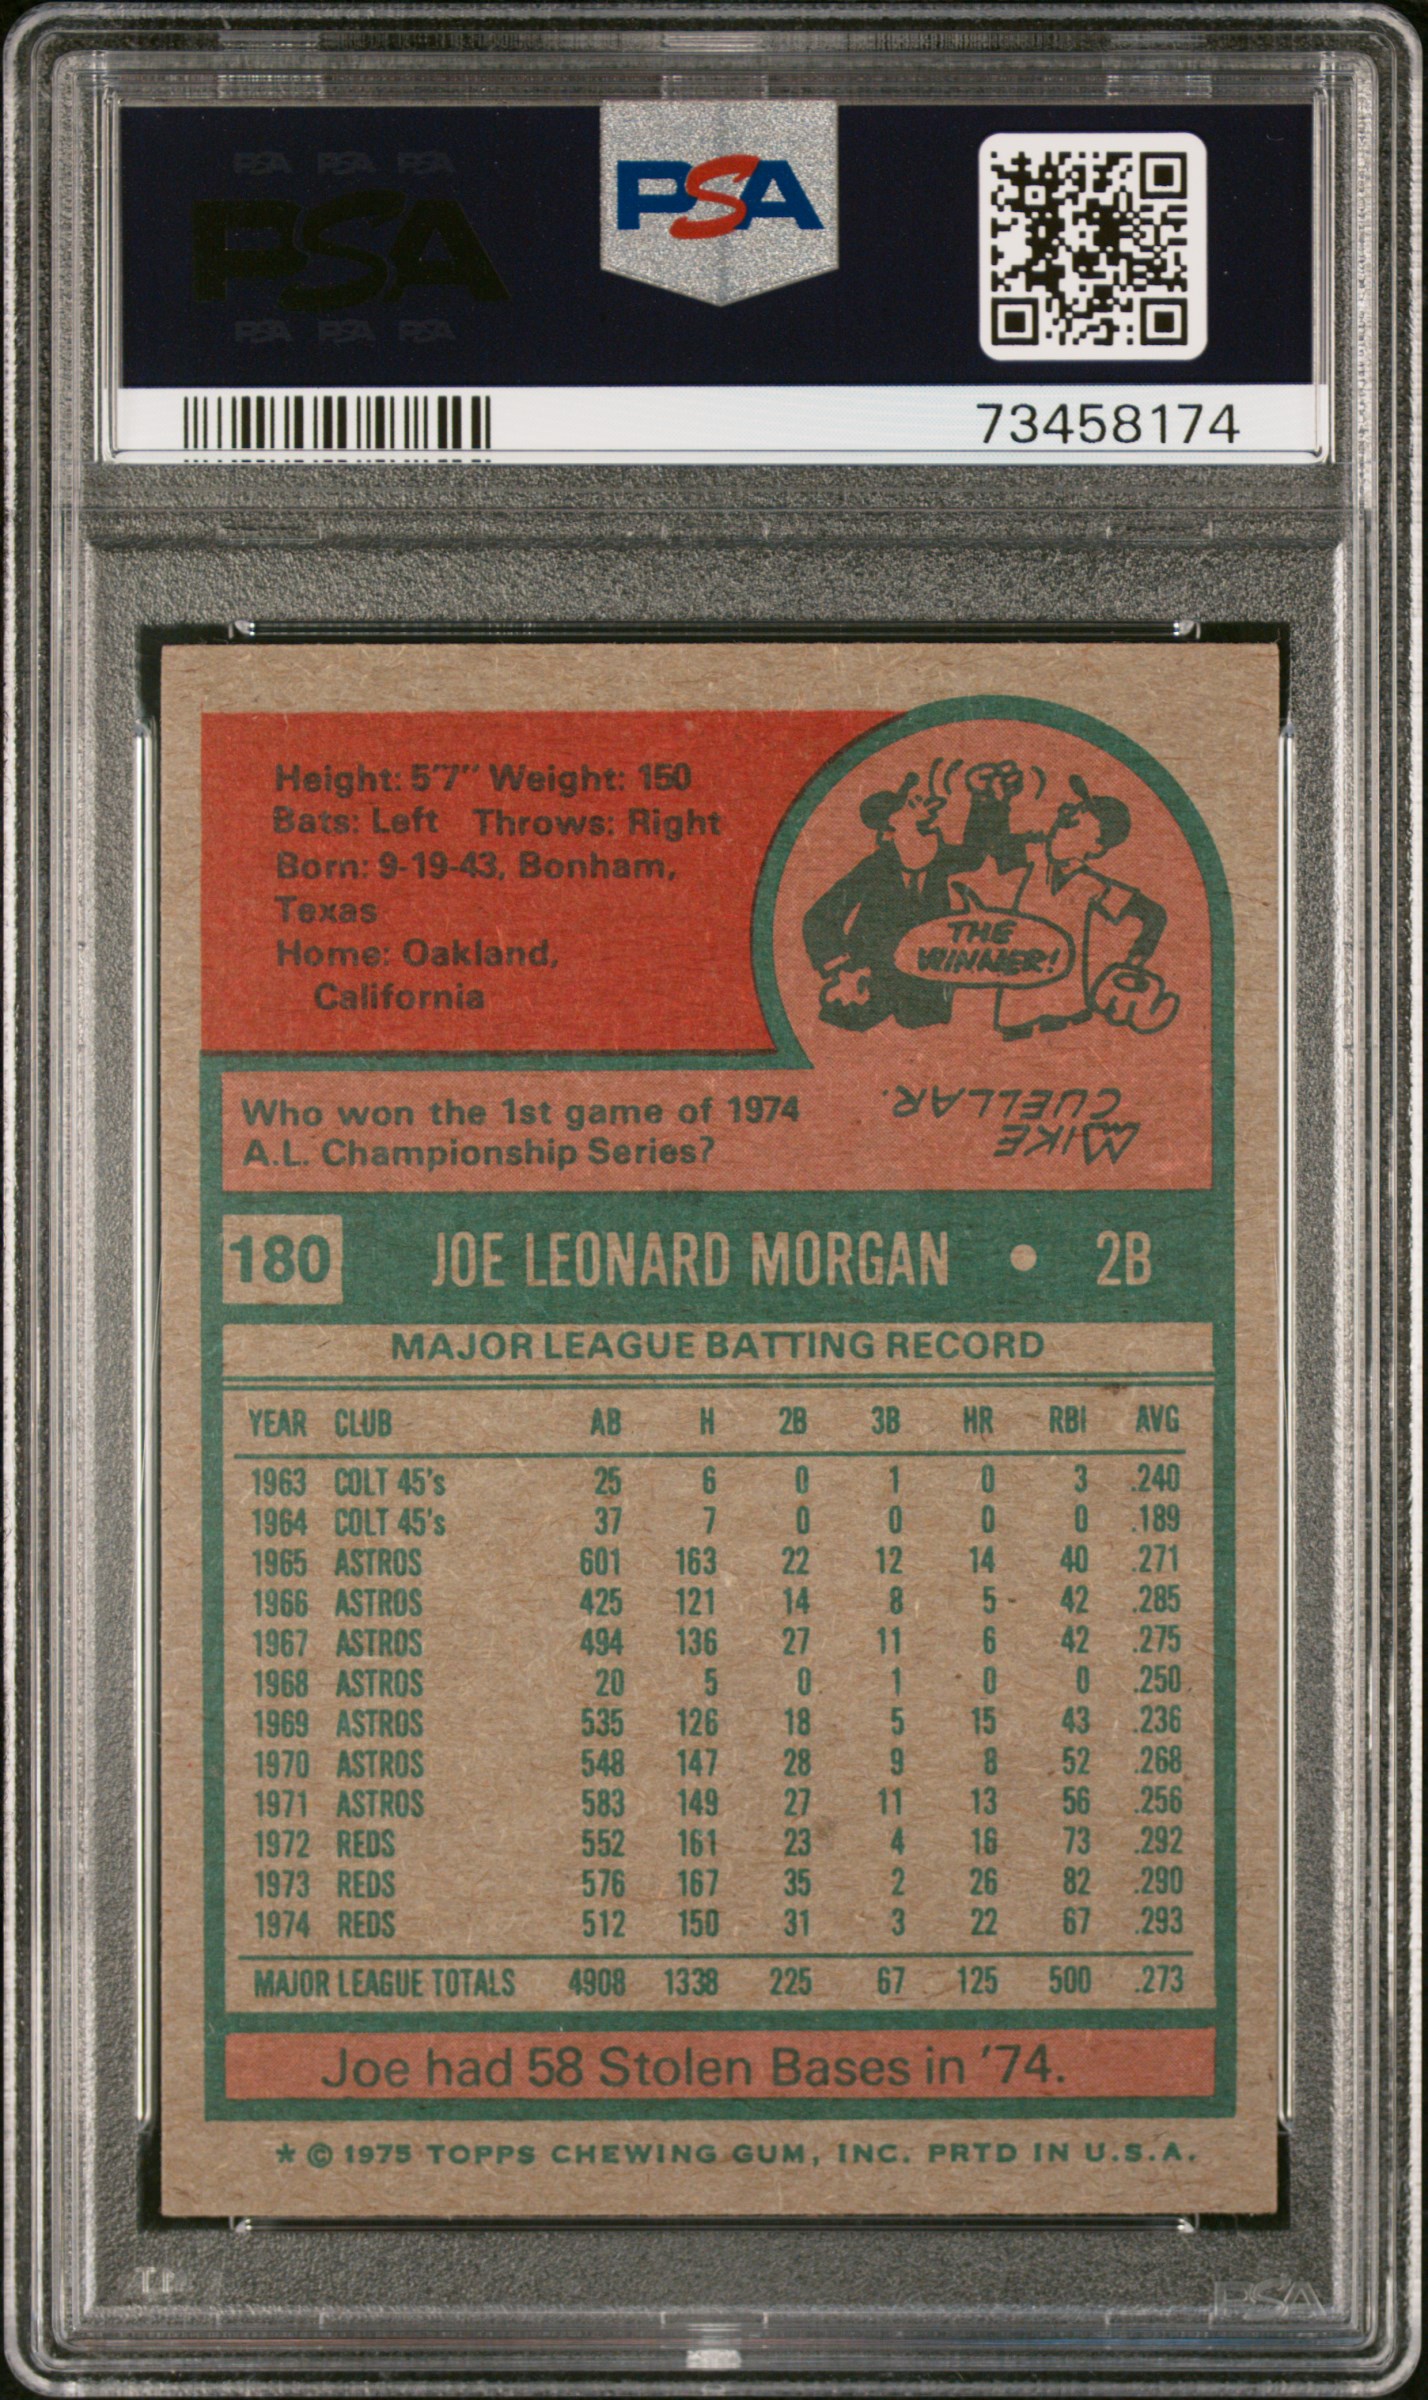 PSA PSA PSA
PSA
PSA PSA PSA
PSA
73458174
Height: 5'7" Weight: 150
Bats: Left Throws: Right
Born: 9-19-43, Bonham,
Texas
Home: Oakland,
California
THE
WINNER!
Who won the 1st game of 1974
A.L. Championship Series?
MIKE
CUELLAR.
180 JOE LEONARD MORGAN • 2B
MAJOR LEAGUE BATTING RECORD
YEAR CLUB AB H 2B 3B HR RBI AVG
1963 COLT 45's 25 6 0 1 0 3 .240
1964 COLT 45's 37 7 0 0 0 0 .189
1965 ASTROS 601 163 22 12 14 40 .271
1966 ASTROS 425 121 14 8 5 42 .285
1967 ASTROS 494 136 27 11 6 42 .275
1968 ASTROS 20 5 0 1 0 0 .250
1969 ASTROS 535 126 18 5 15 43 .236
1970 ASTROS 548 147 28 9 8 52 .268
1971 ASTROS 583 149 27 11 13 56 .256
1972 REDS 552 161 23 4 16 73 .292
1973 REDS 576 167 35 2 26 82 .290
1974 REDS 512 150 31 3 22 67 .293
MAJOR LEAGUE TOTALS 4908 1338 225 67 125 500 .273
Joe had 58 Stolen Bases in '74.
* © 1975 TOPPS CHEWING GUM, INC. PRTD IN U.S.A.
PSA